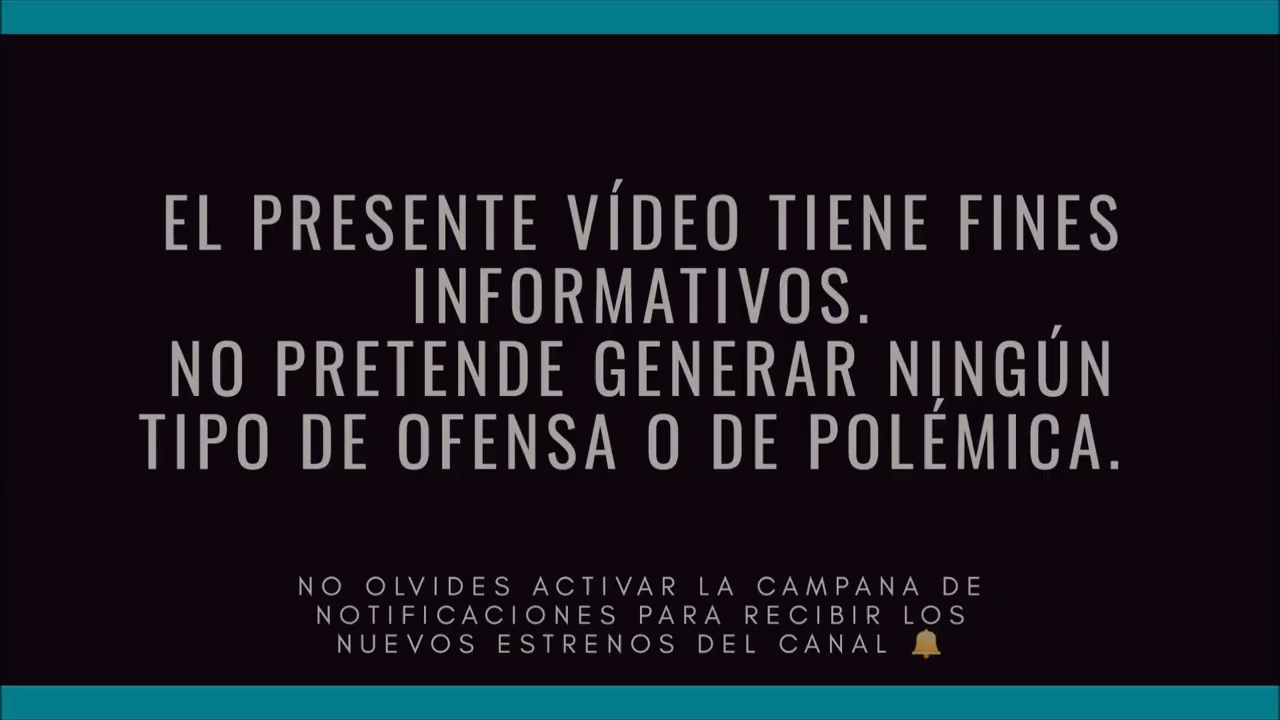 EL PRESENTE VÍDEO TIENE FINES
INFORMATIVOS.
NO PRETENDE GENERAR NINGÚN
TIPO DE OFENSA O DE POLÉMICA.
NO OLVIDES ACTIVAR LA CAMPANA DE
NOTIFICACIONES PARA RECIBIR LOS
NUEVOS ESTRENOS DEL CANAL 🔔